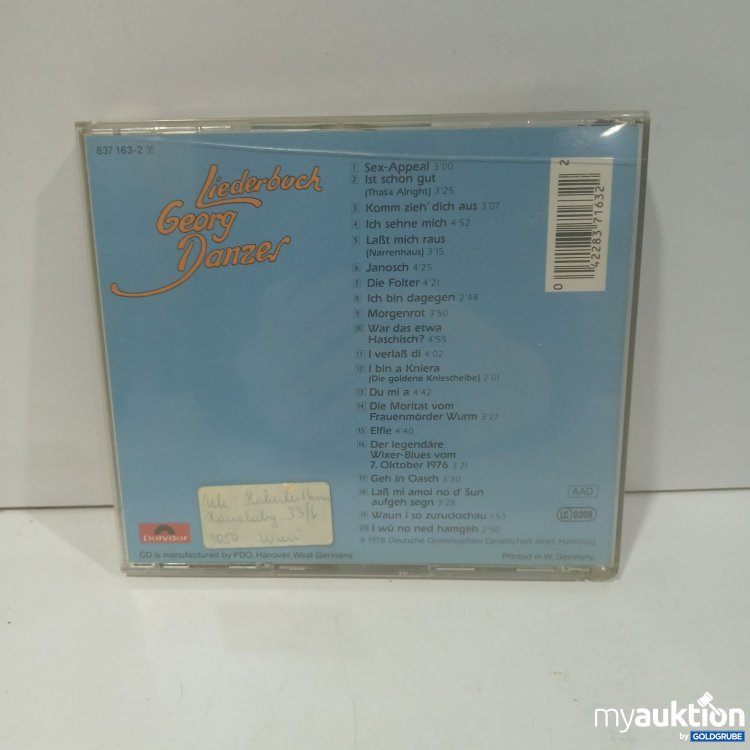 837 163-2 Y
Liederbuch
Georg
Danzer
1 Sex-Appeal 3'00
2 Ist schon gut
(That's Alright) 3'25
3 Komm zieh' dich aus 3'07
4 Ich sehne mich 4'52
5 Laßt mich raus
(Narrenhaus) 3'15
6 Janosch 4'25
7 Die Folter 4'21
8 Ich bin dagegen 2'48
9 Morgenrot 3'50
10 War das etwa
Haschisch? 4'55
11 I verlaß di 4'02
12 I bin a Kniera
(Die goldene Kniescheibe) 2'01
13 Du mi a 4'42
14 Die Moritat vom
Frauenmörder Wurm 3'27
15 Elfie 4'40
16 Der legendäre
Wixer-Blues vom
7. Oktober 1976 3'21
17 Geh in Oasch 3'30
18 Laß mi amoi no d' Sun
aufgeh segn 3'28
19 Waun i so zuruckschau 1'53
20 I wü no ned hamgeh 2'50
℗ 1978 Deutsche Grammophon Gesellschaft mbH, Hamburg
2
0 42283 71632
AAD
LC 0309
33/6
1050 Wien
Polydor
CD is manufactured by PDO, Hanover, West Germany
Printed in W. Germany
myauktion
by GOLDGRUBE